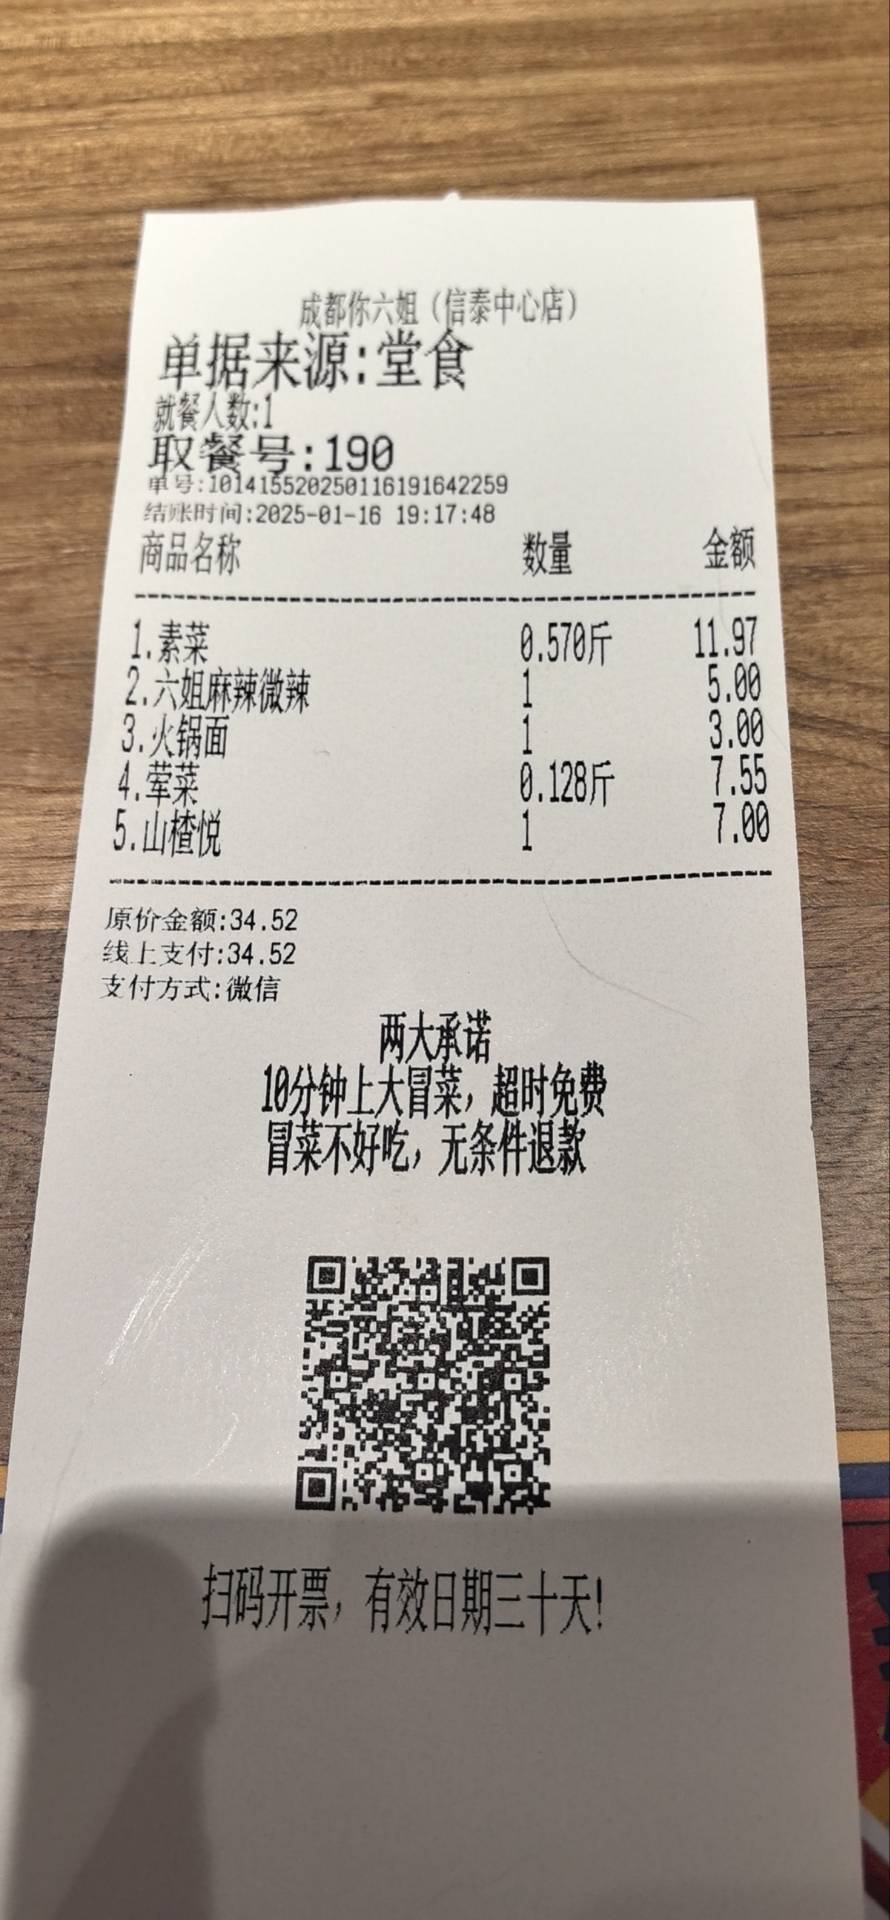 成都你六姐（信泰中心店）
单据来源:堂食
就餐人数:1
取餐号:190
单号:101415520250116191642259
结账时间:2025-01-16 19:17:48
商品名称 数量 金额
1.素菜 0.570斤 11.97
2.六姐麻辣微辣 1 5.00
3.火锅面 1 3.00
4.荤菜 0.128斤 7.55
5.山楂悦 1 7.00
原价金额:34.52
线上支付:34.52
支付方式:微信
两大承诺
10分钟上大冒菜，超时免费
冒菜不好吃，无条件退款
扫码开票，有效日期三十天!